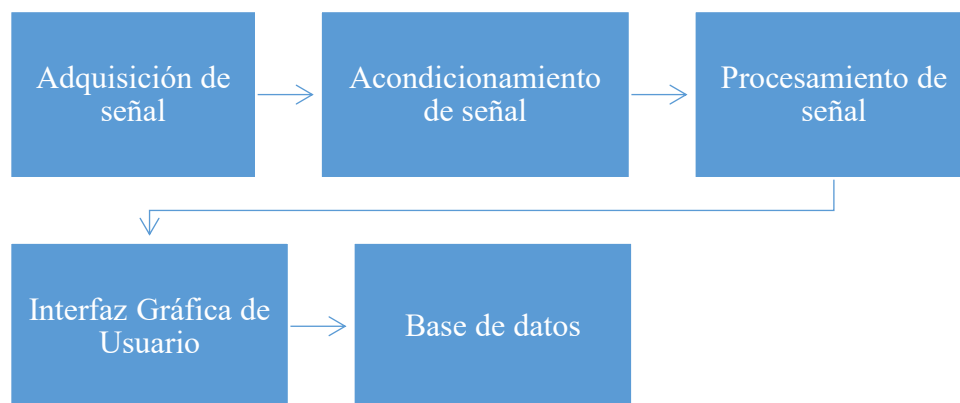 Adquisición de
señal
Acondicionamiento
de señal
Procesamiento de
señal
Interfaz Gráfica de
Usuario
Base de datos